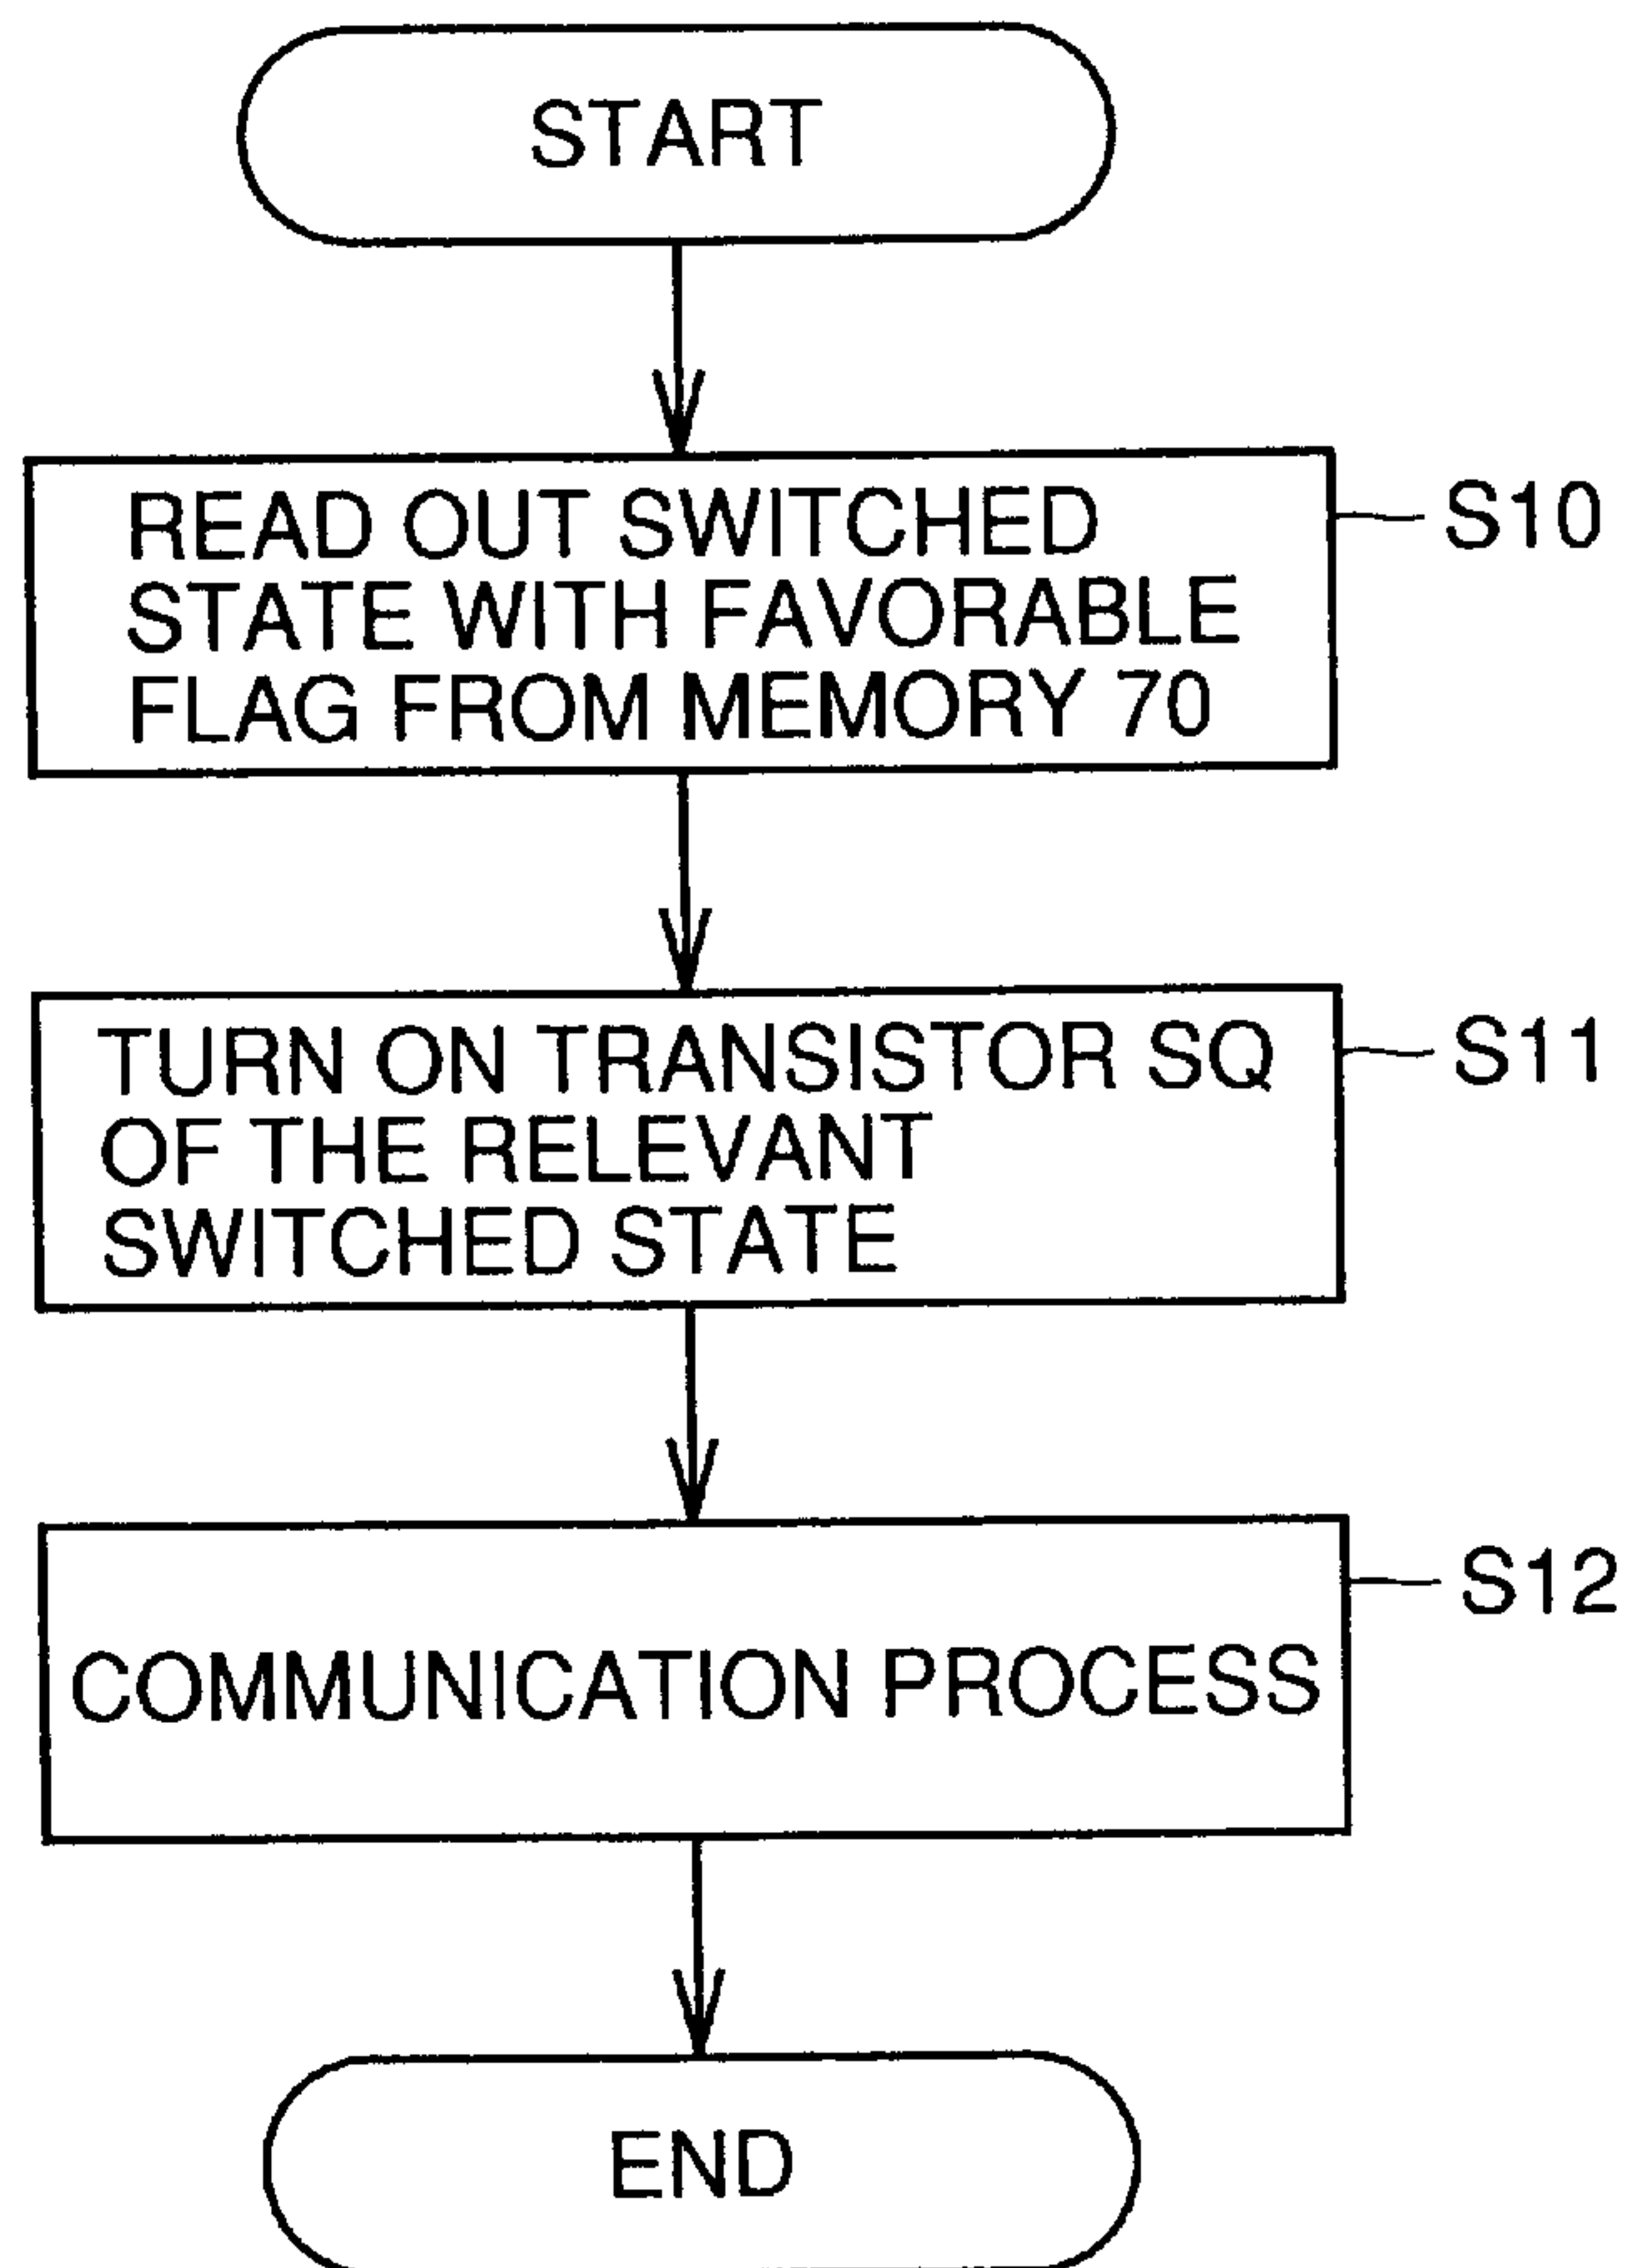 START
READ OUT SWITCHED
STATE WITH FAVORABLE
FLAG FROM MEMORY 70
S10
TURN ON TRANSISTOR SQ
OF THE RELEVANT
SWITCHED STATE
S11
COMMUNICATION PROCESS
S12
END